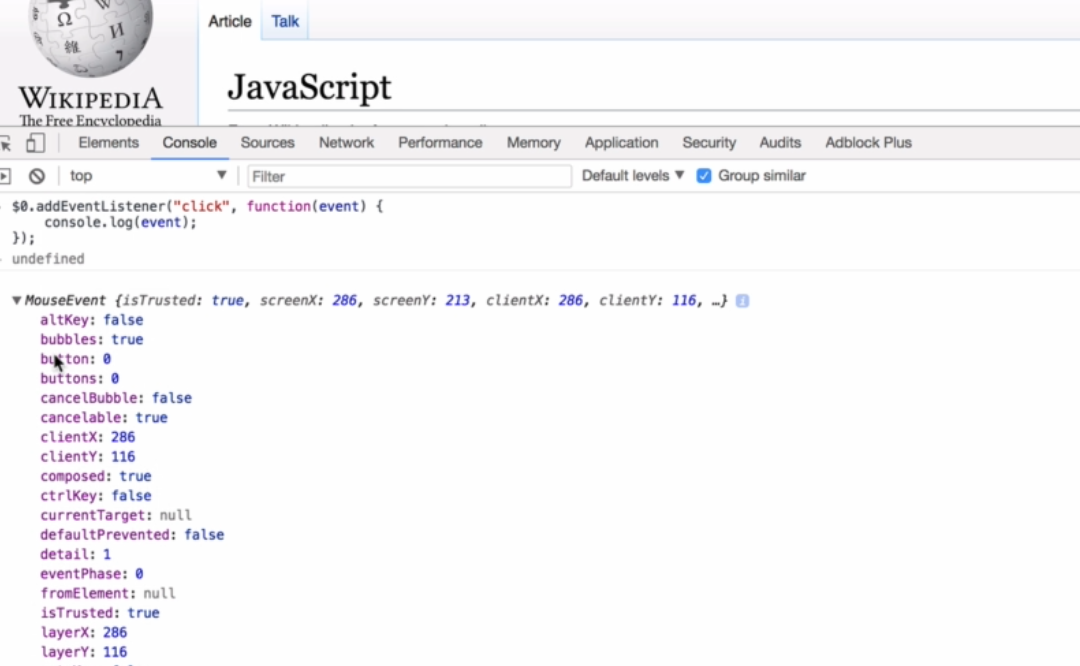 Article Talk
WIKIPEDIA
The Free Encyclopedia
JavaScript
Elements Console Sources Network Performance Memory Application Security Audits Adblock Plus
top Filter Default levels Group similar
$0.addEventListener("click", function(event) {
console.log(event);
});
undefined
MouseEvent {isTrusted: true, screenX: 286, screenY: 213, clientX: 286, clientY: 116, …}
altKey: false
bubbles: true
button: 0
buttons: 0
cancelBubble: false
cancelable: true
clientX: 286
clientY: 116
composed: true
ctrlKey: false
currentTarget: null
defaultPrevented: false
detail: 1
eventPhase: 0
fromElement: null
isTrusted: true
layerX: 286
layerY: 116